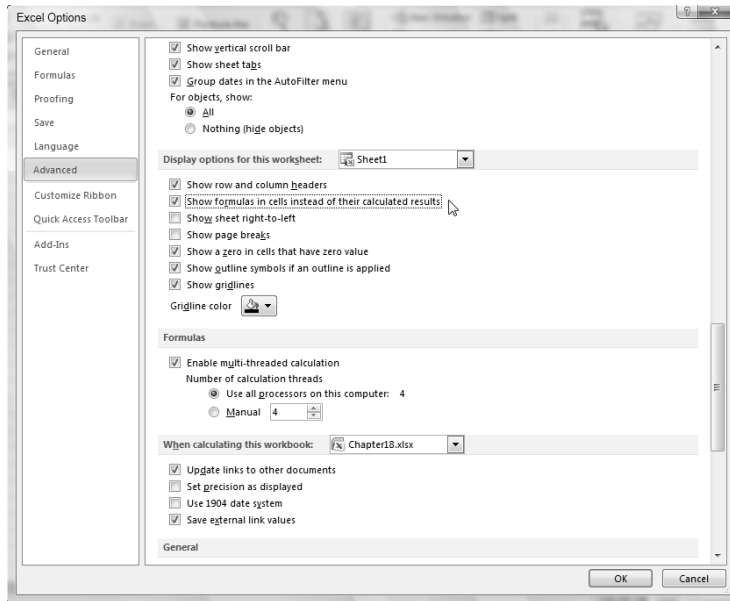 Excel Options
General
Formulas
Proofing
Save
Language
Advanced
Customize Ribbon
Quick Access Toolbar
Add-Ins
Trust Center
Show vertical scroll bar
Show sheet tabs
Group dates in the AutoFilter menu
For objects, show:
All
Nothing (hide objects)
Display options for this worksheet: Sheet1
Show row and column headers
Show formulas in cells instead of their calculated results
Show sheet right-to-left
Show page breaks
Show a zero in cells that have zero value
Show outline symbols if an outline is applied
Show gridlines
Gridline color
Formulas
Enable multi-threaded calculation
Number of calculation threads
Use all processors on this computer: 4
Manual 4
When calculating this workbook: Chapter18.xlsx
Update links to other documents
Set precision as displayed
Use 1904 date system
Save external link values
General
OK Cancel